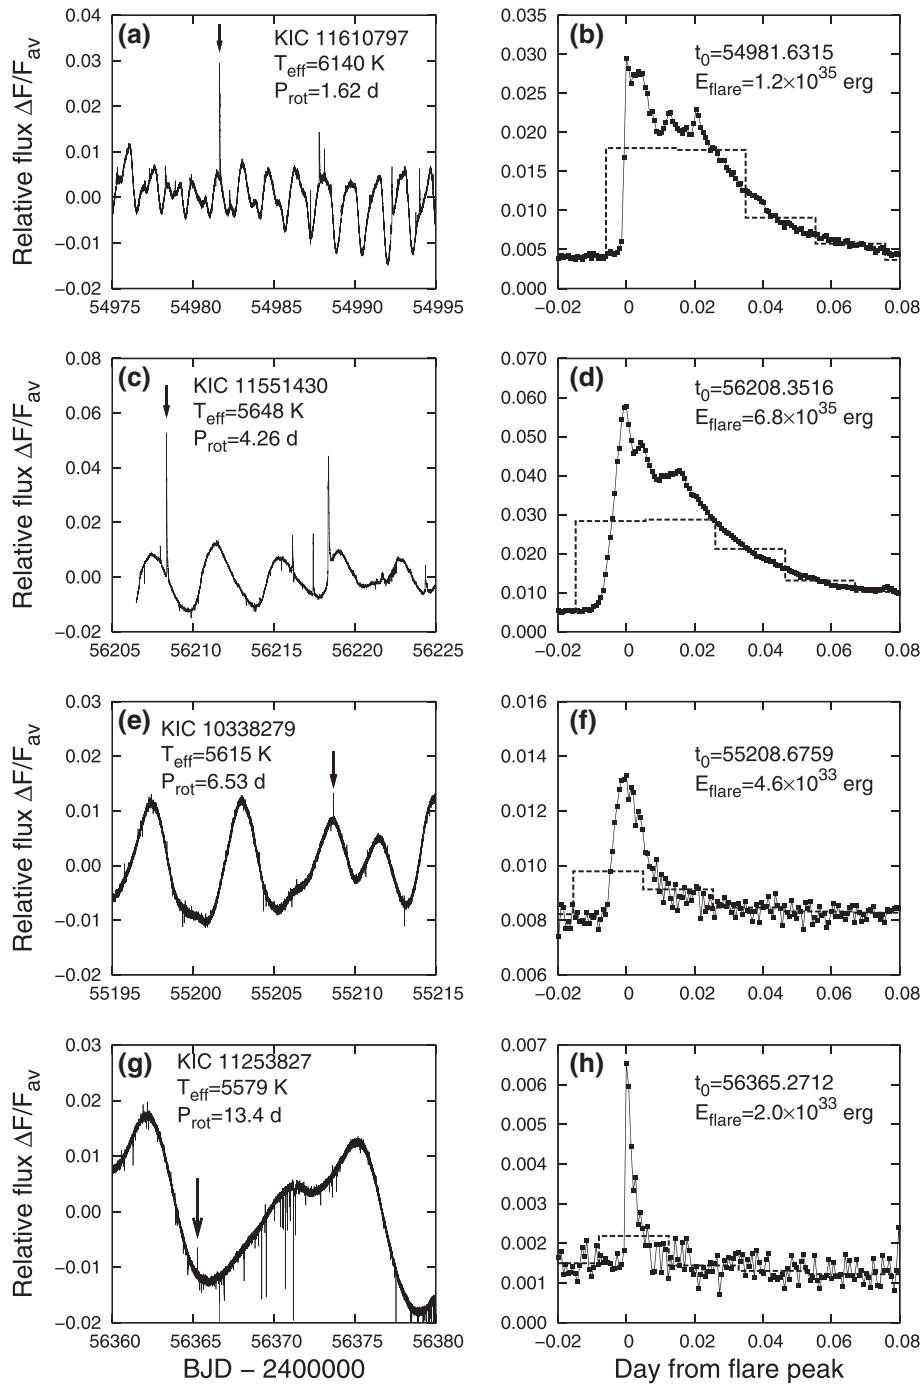 (a)
KIC 11610797
T_eff=6140 K
P_rot=1.62 d
Relative flux ΔF/F_av
0.04
0.03
0.02
0.01
0.00
−0.01
−0.02
54975 54980 54985 54990 54995
(b)
t_0=54981.6315
E_flare=1.2×10^35 erg
0.035
0.030
0.025
0.020
0.015
0.010
0.005
0.000
−0.02 0 0.02 0.04 0.06 0.08
(c)
KIC 11551430
T_eff=5648 K
P_rot=4.26 d
Relative flux ΔF/F_av
0.08
0.06
0.04
0.02
0.00
−0.02
56205 56210 56215 56220 56225
(d)
t_0=56208.3516
E_flare=6.8×10^35 erg
0.070
0.060
0.050
0.040
0.030
0.020
0.010
0.000
−0.02 0 0.02 0.04 0.06 0.08
(e)
KIC 10338279
T_eff=5615 K
P_rot=6.53 d
Relative flux ΔF/F_av
0.03
0.02
0.01
0.00
−0.01
−0.02
55195 55200 55205 55210 55215
(f)
t_0=55208.6759
E_flare=4.6×10^33 erg
0.016
0.014
0.012
0.010
0.008
0.006
−0.02 0 0.02 0.04 0.06 0.08
(g)
KIC 11253827
T_eff=5579 K
P_rot=13.4 d
Relative flux ΔF/F_av
0.03
0.02
0.01
0.00
−0.01
−0.02
56360 56365 56370 56375 56380
BJD − 2400000
(h)
t_0=56365.2712
E_flare=2.0×10^33 erg
0.007
0.006
0.005
0.004
0.003
0.002
0.001
0.000
−0.02 0 0.02 0.04 0.06 0.08
Day from flare peak